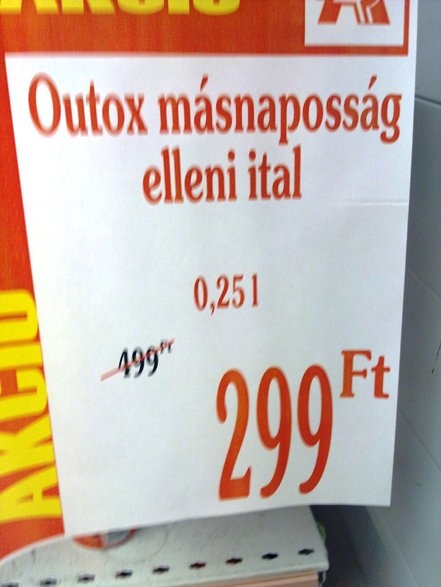 AKCIÓ
Outox másnaposság
elleni ital
0,25 l
499 Ft
299 Ft
AKCIÓ